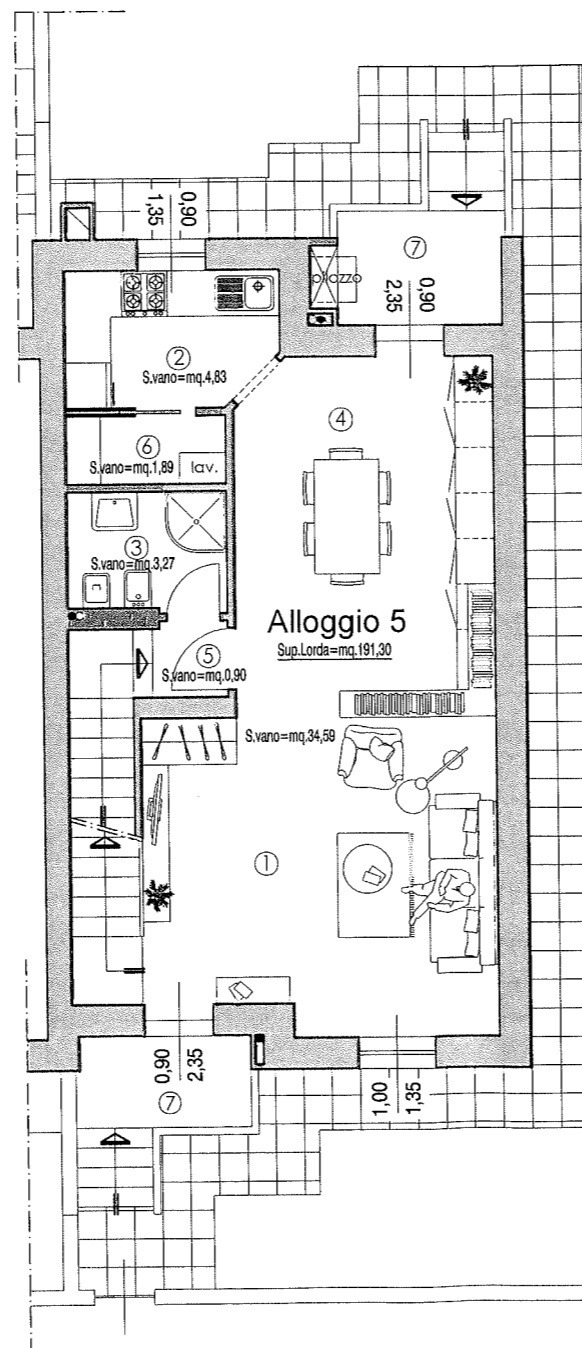 0,90
1,35
⑦
0,90
2,35
②
S.vano=mq.4,83
④
⑥
S.vano=mq.1,89
lav.
③
S.vano=mq.3,27
Alloggio 5
Sup.Lorda=mq.191,30
⑤
S.vano=mq.0,90
S.vano=mq.34,59
①
0,90
2,35
⑦
1,00
1,35